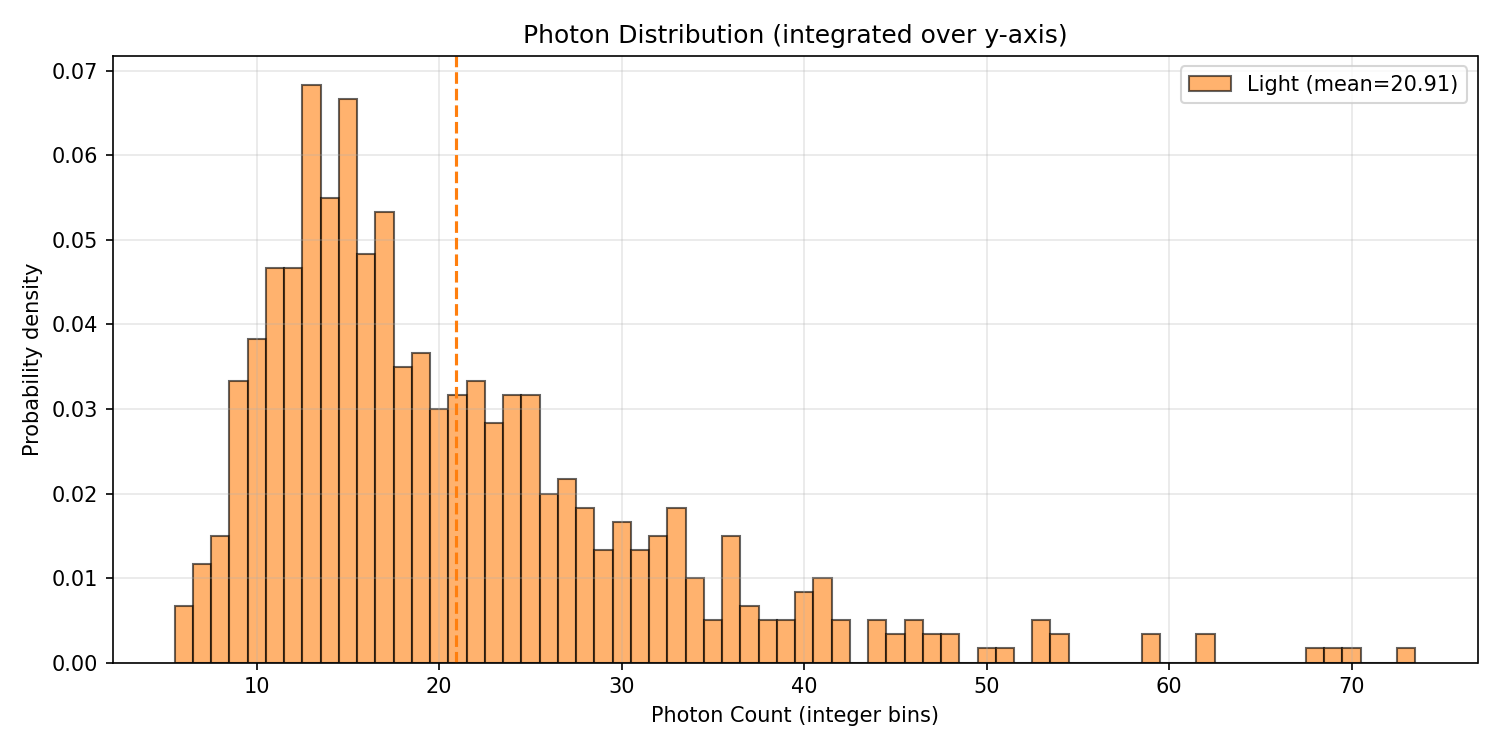 Photon Distribution (integrated over y-axis)
Light (mean=20.91)
Probability density
0.07
0.06
0.05
0.04
0.03
0.02
0.01
0.00
10 20 30 40 50 60 70
Photon Count (integer bins)